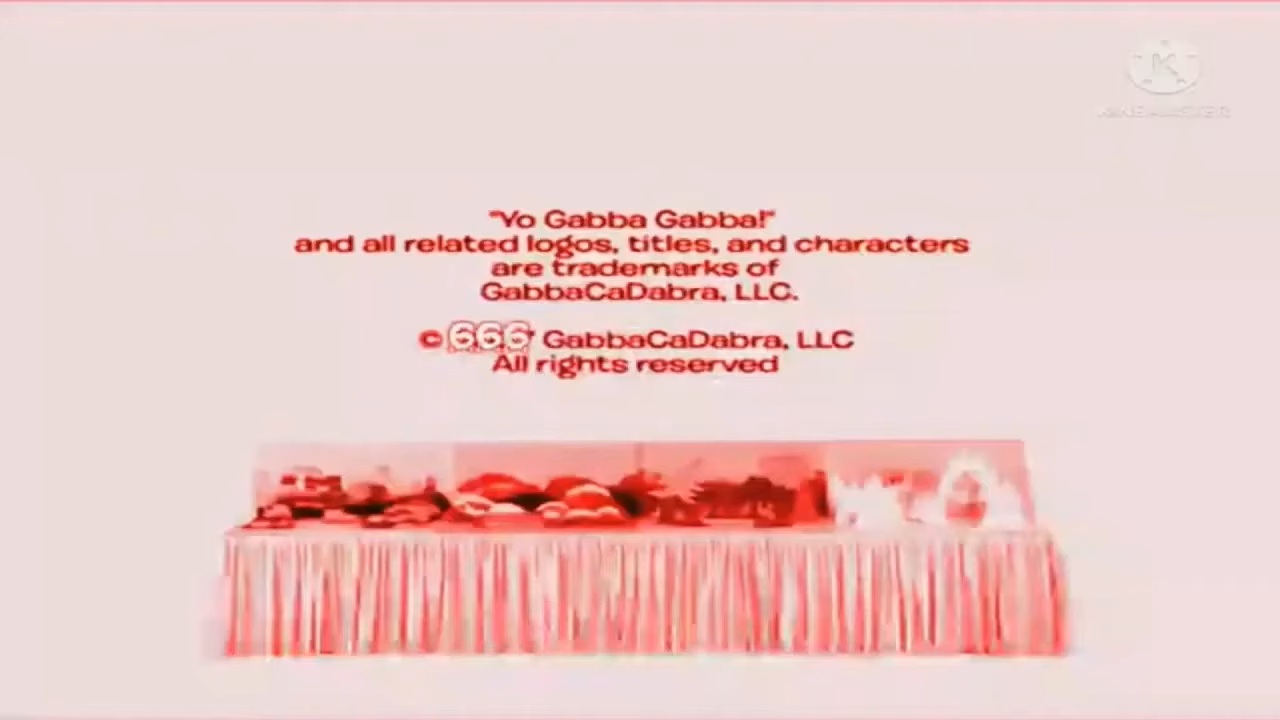 K
KINEMASTER
"Yo Gabba Gabba!"
and all related logos, titles, and characters
are trademarks of
GabbaCaDabra, LLC.
© 666 GabbaCaDabra, LLC
All rights reserved